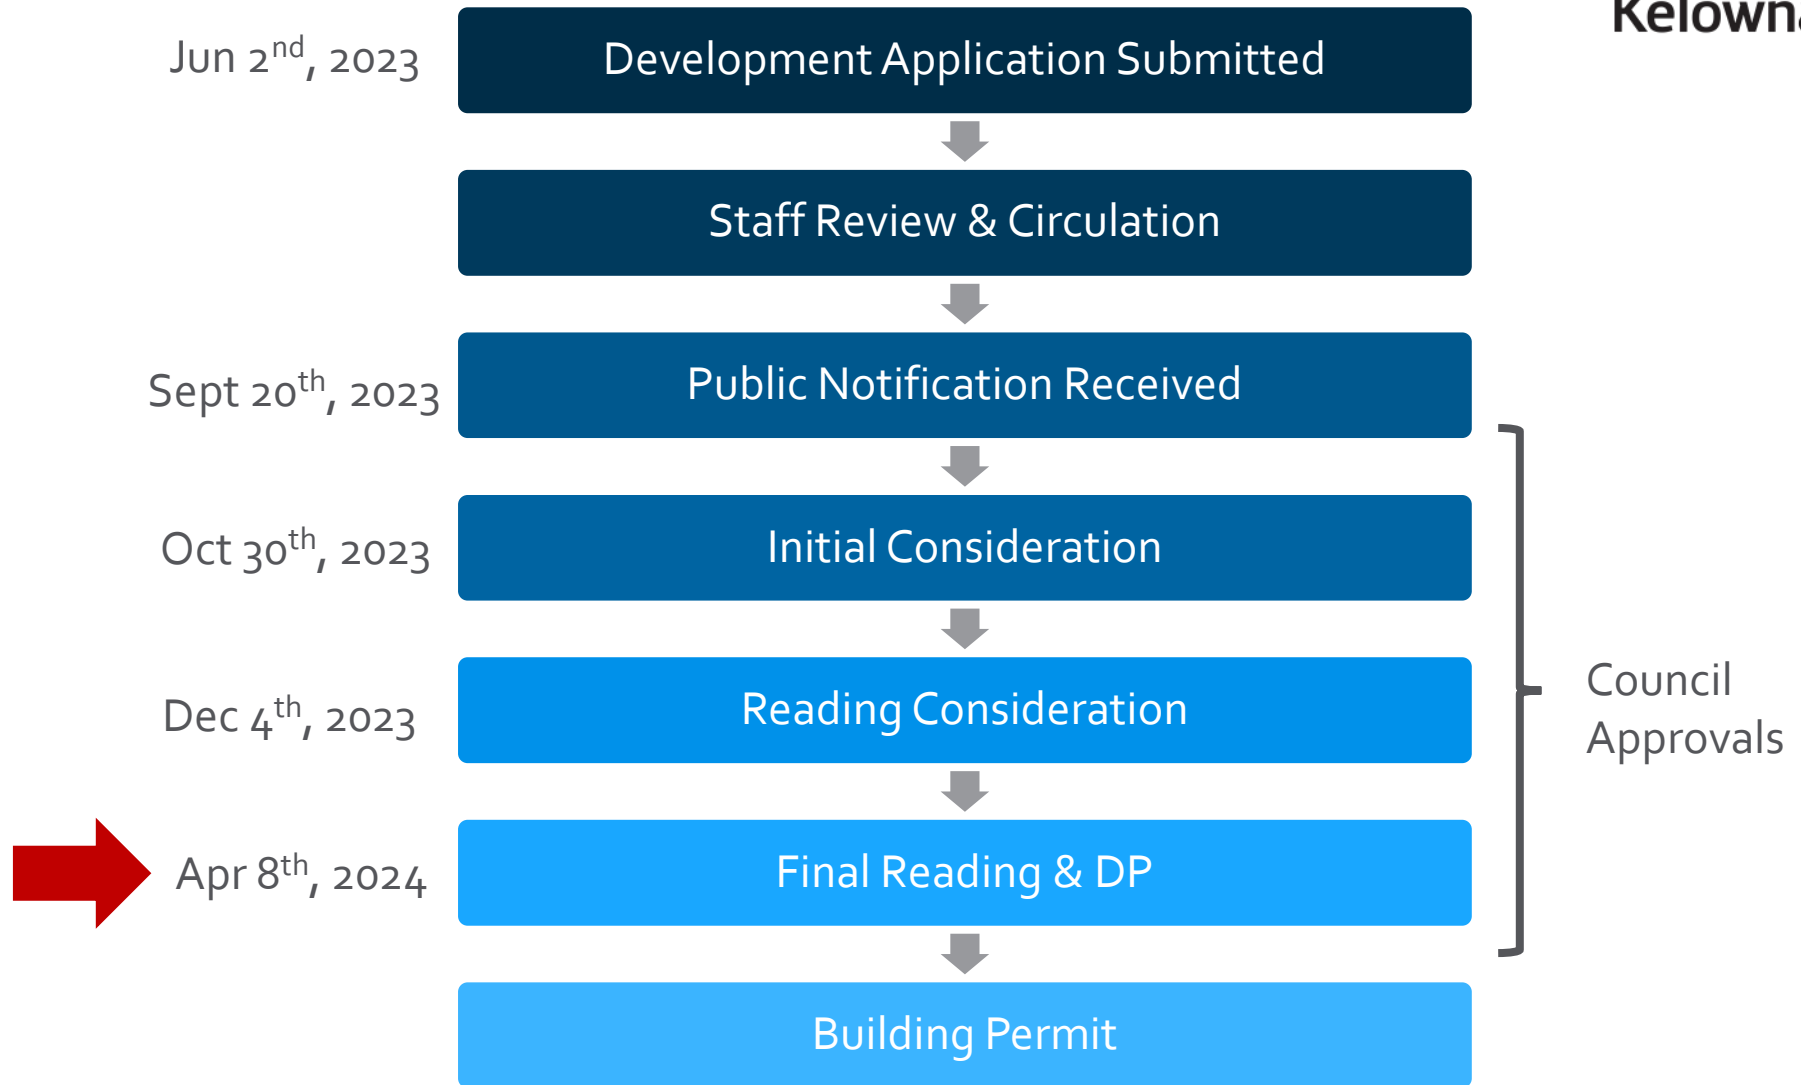 Kelowna
Jun 2nd, 2023
Development Application Submitted
Staff Review & Circulation
Sept 20th, 2023
Public Notification Received
Oct 30th, 2023
Initial Consideration
Dec 4th, 2023
Reading Consideration
Council
Approvals
Apr 8th, 2024
Final Reading & DP
Building Permit